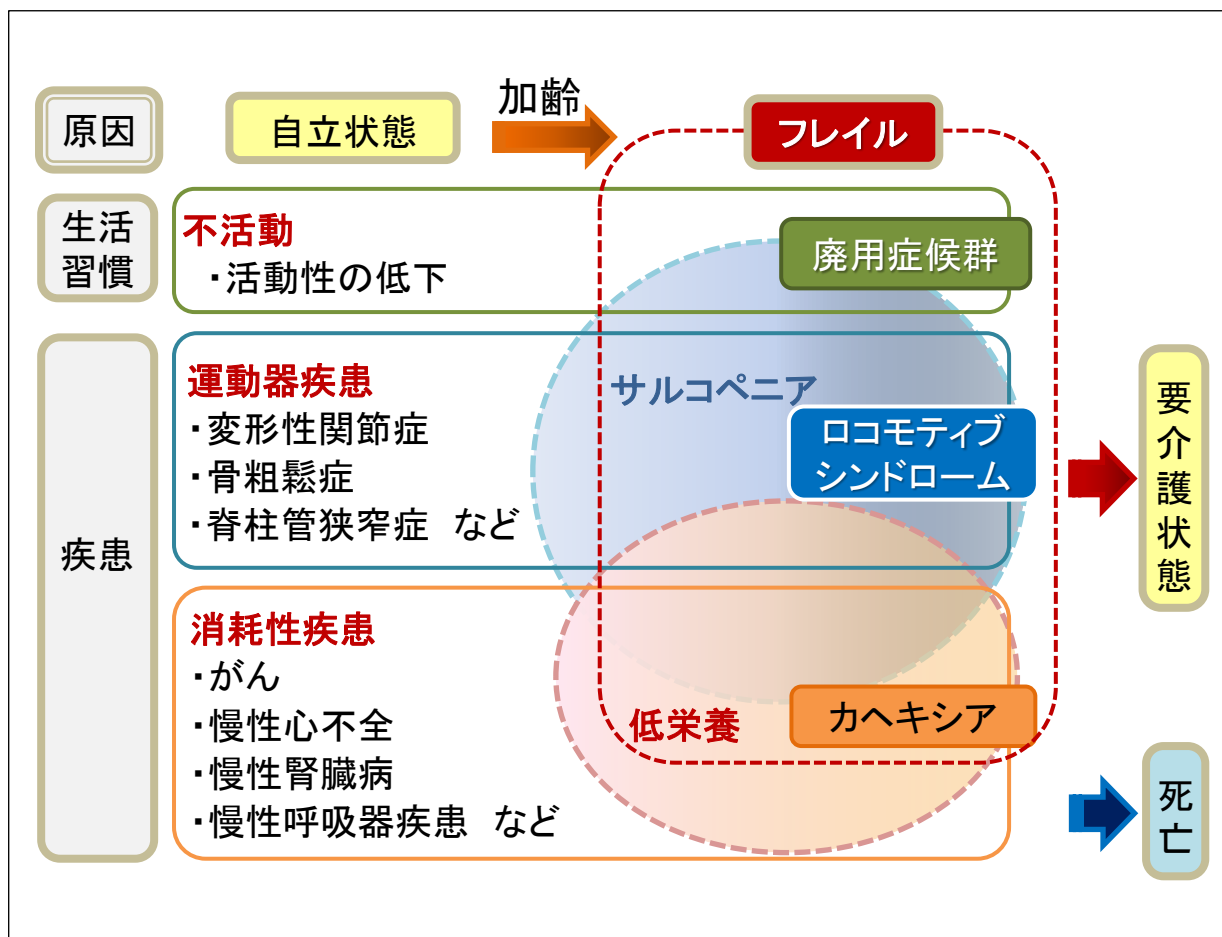 原因
自立状態
加齢
フレイル
生活
習慣
不活動
・活動性の低下
廃用症候群
疾患
運動器疾患
・変形性関節症
・骨粗鬆症
・脊柱管狭窄症 など
サルコペニア
ロコモティブ
シンドローム
消耗性疾患
・がん
・慢性心不全
・慢性腎臓病
・慢性呼吸器疾患 など
低栄養
カヘキシア
要介護状態
死亡